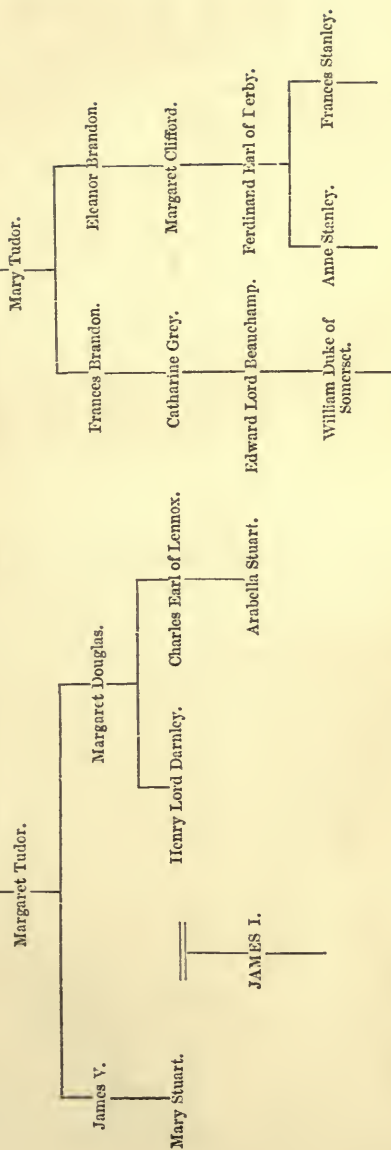 Margaret Tudor.
Mary Tudor.
James V.
Margaret Douglas.
Frances Brandon.
Eleanor Brandon.
Mary Stuart.
Henry Lord Darnley.
Charles Earl of Lennox.
Catharine Grey.
Margaret Clifford.
JAMES I.
Arabella Stuart.
Edward Lord Beauchamp.
Ferdinand Earl of Derby.
William Duke of
Somerset.
Anne Stanley.
Frances Stanley.